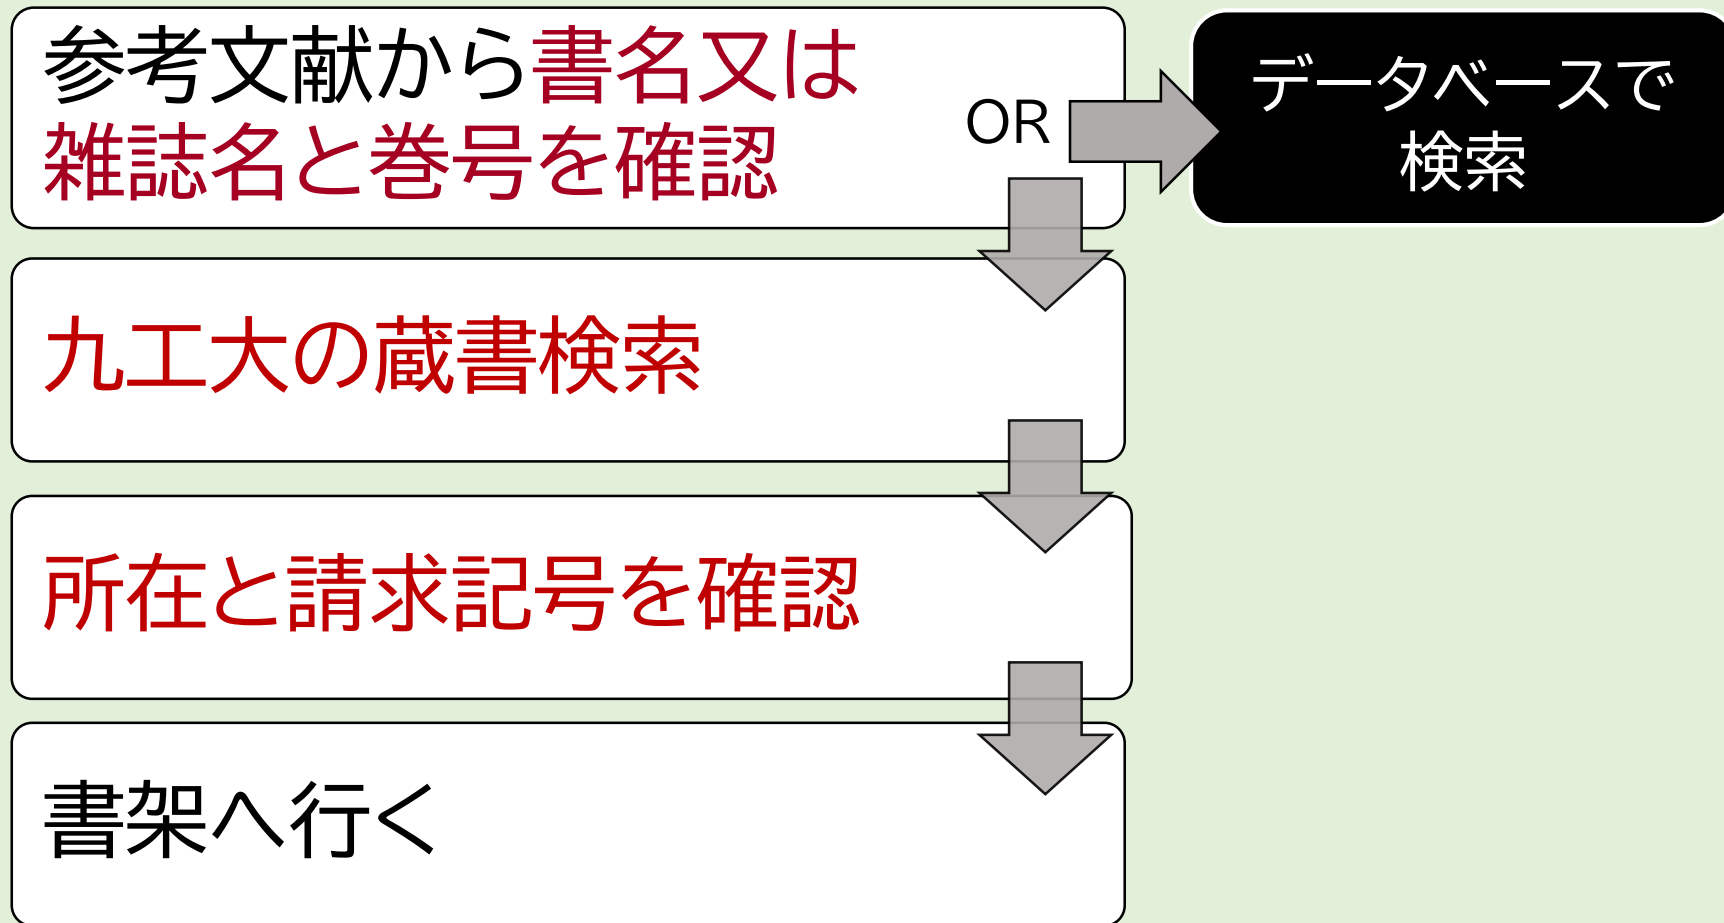 参考文献から書名又は
雑誌名と巻号を確認
OR
データベースで
検索
九工大の蔵書検索
所在と請求記号を確認
書架へ行く